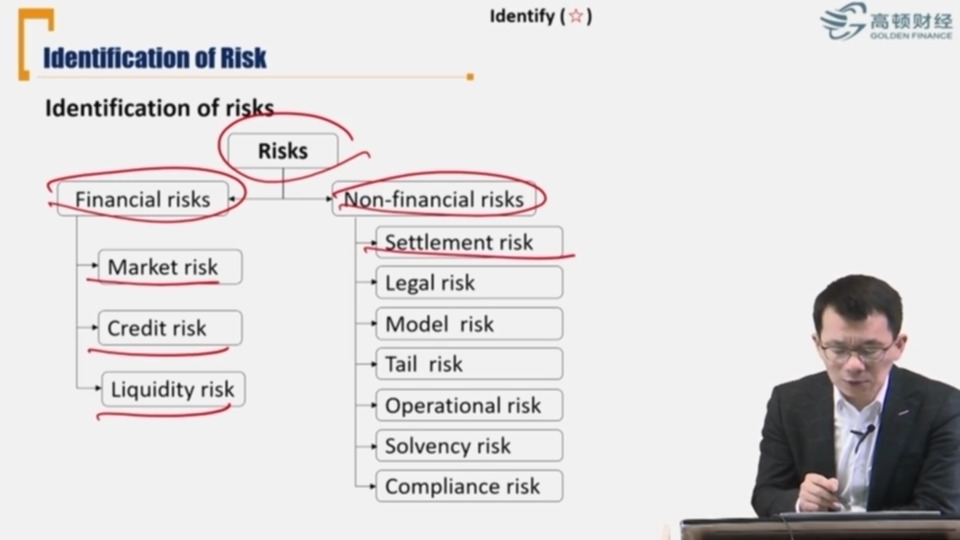 Identify (☆)
高顿财经
GOLDEN FINANCE
Identification of Risk
Identification of risks
Risks
Financial risks
Market risk
Credit risk
Liquidity risk
Non-financial risks
Settlement risk
Legal risk
Model risk
Tail risk
Operational risk
Solvency risk
Compliance risk